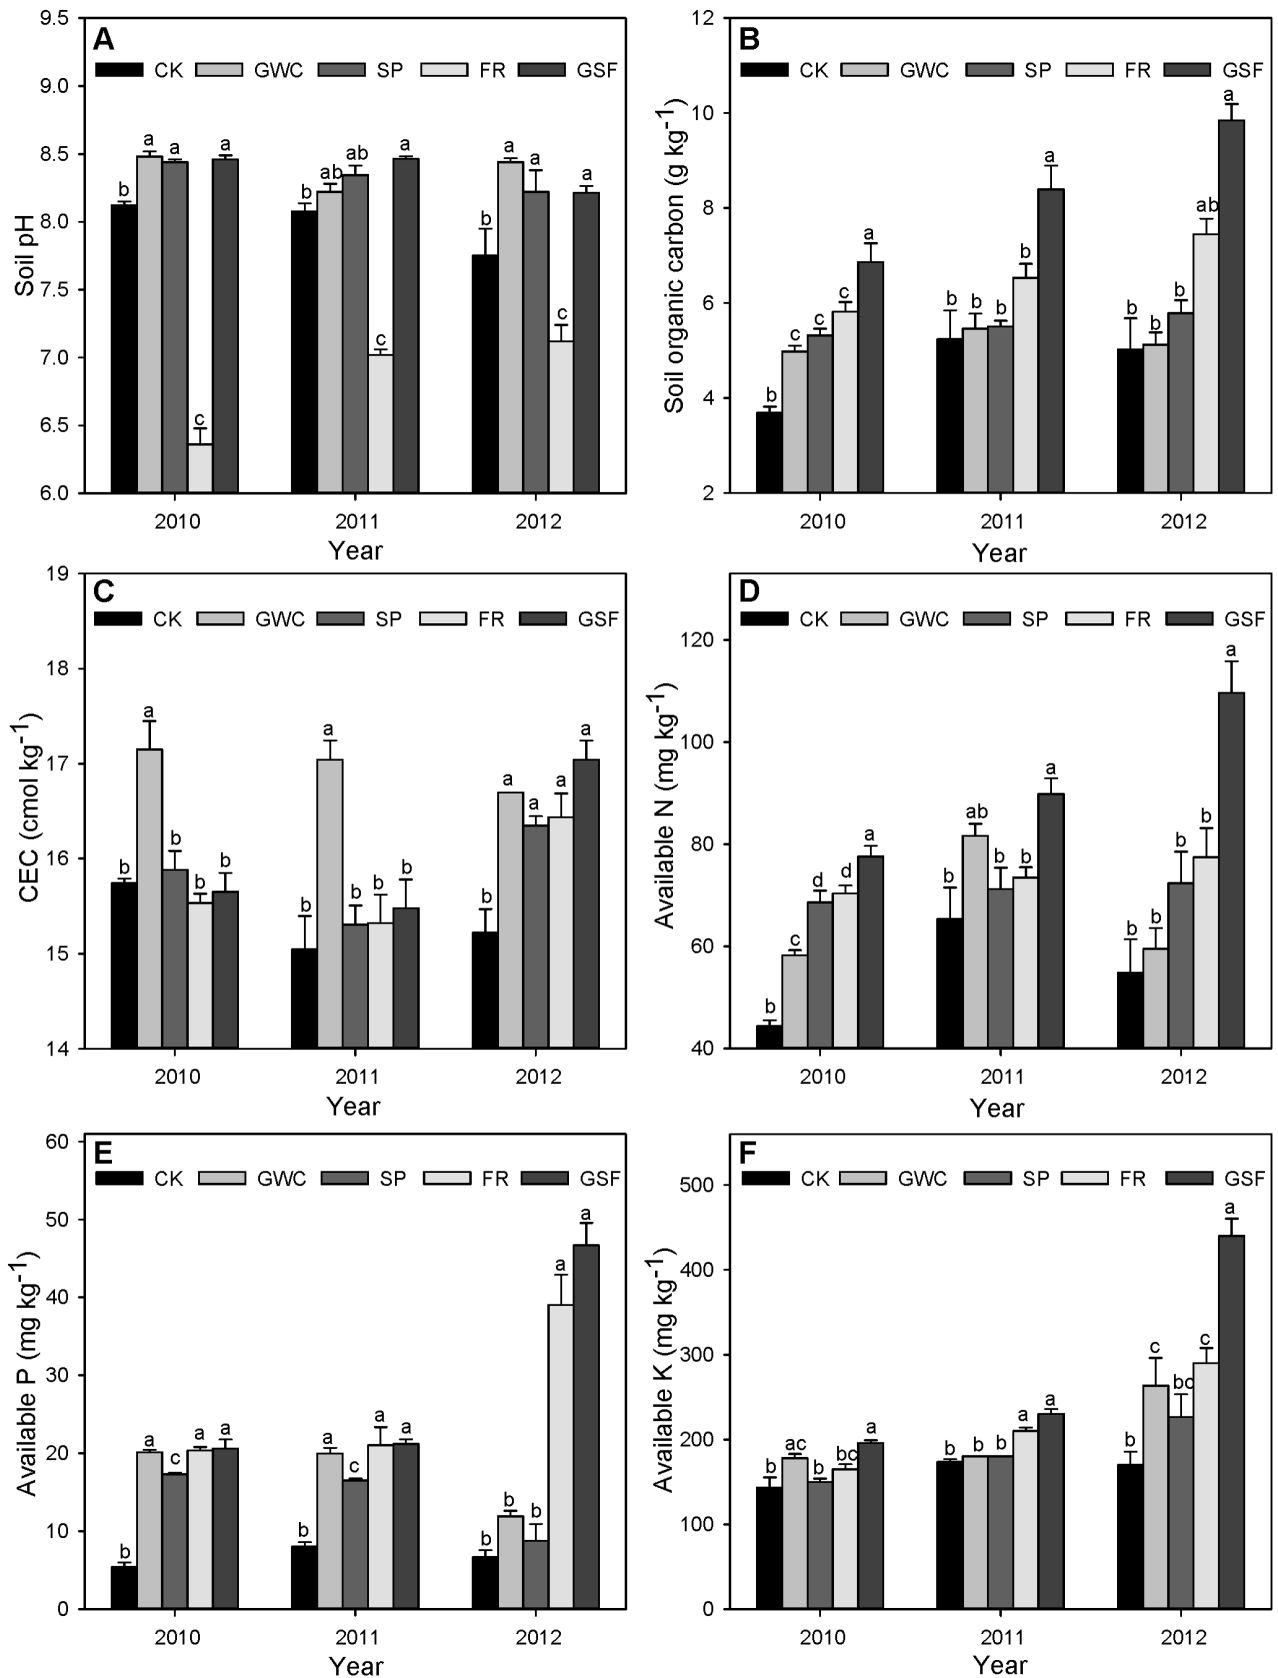 A
CK GWC SP FR GSF
9.5
9.0
8.5
8.0
7.5
7.0
6.5
6.0
Soil pH
b a a c a
b ab ab c a
b a a c a
2010 2011 2012
Year
B
CK GWC SP FR GSF
12
10
8
6
4
2
Soil organic carbon (g kg-1)
b c c c a
b b b b a
b b b ab a
2010 2011 2012
Year
C
CK GWC SP FR GSF
19
18
17
16
15
14
CEC (cmol kg-1)
b a b b b
b a b b b
b a a a a
2010 2011 2012
Year
D
CK GWC SP FR GSF
120
100
80
60
40
Available N (mg kg-1)
b c d d a
b ab b b a
b b b b a
2010 2011 2012
Year
E
CK GWC SP FR GSF
60
50
40
30
20
10
0
Available P (mg kg-1)
b a c a a
b a c a a
b b b a a
2010 2011 2012
Year
F
CK GWC SP FR GSF
500
400
300
200
100
0
Available K (mg kg-1)
b ac b bc a
b b b a a
b c bc c a
2010 2011 2012
Year